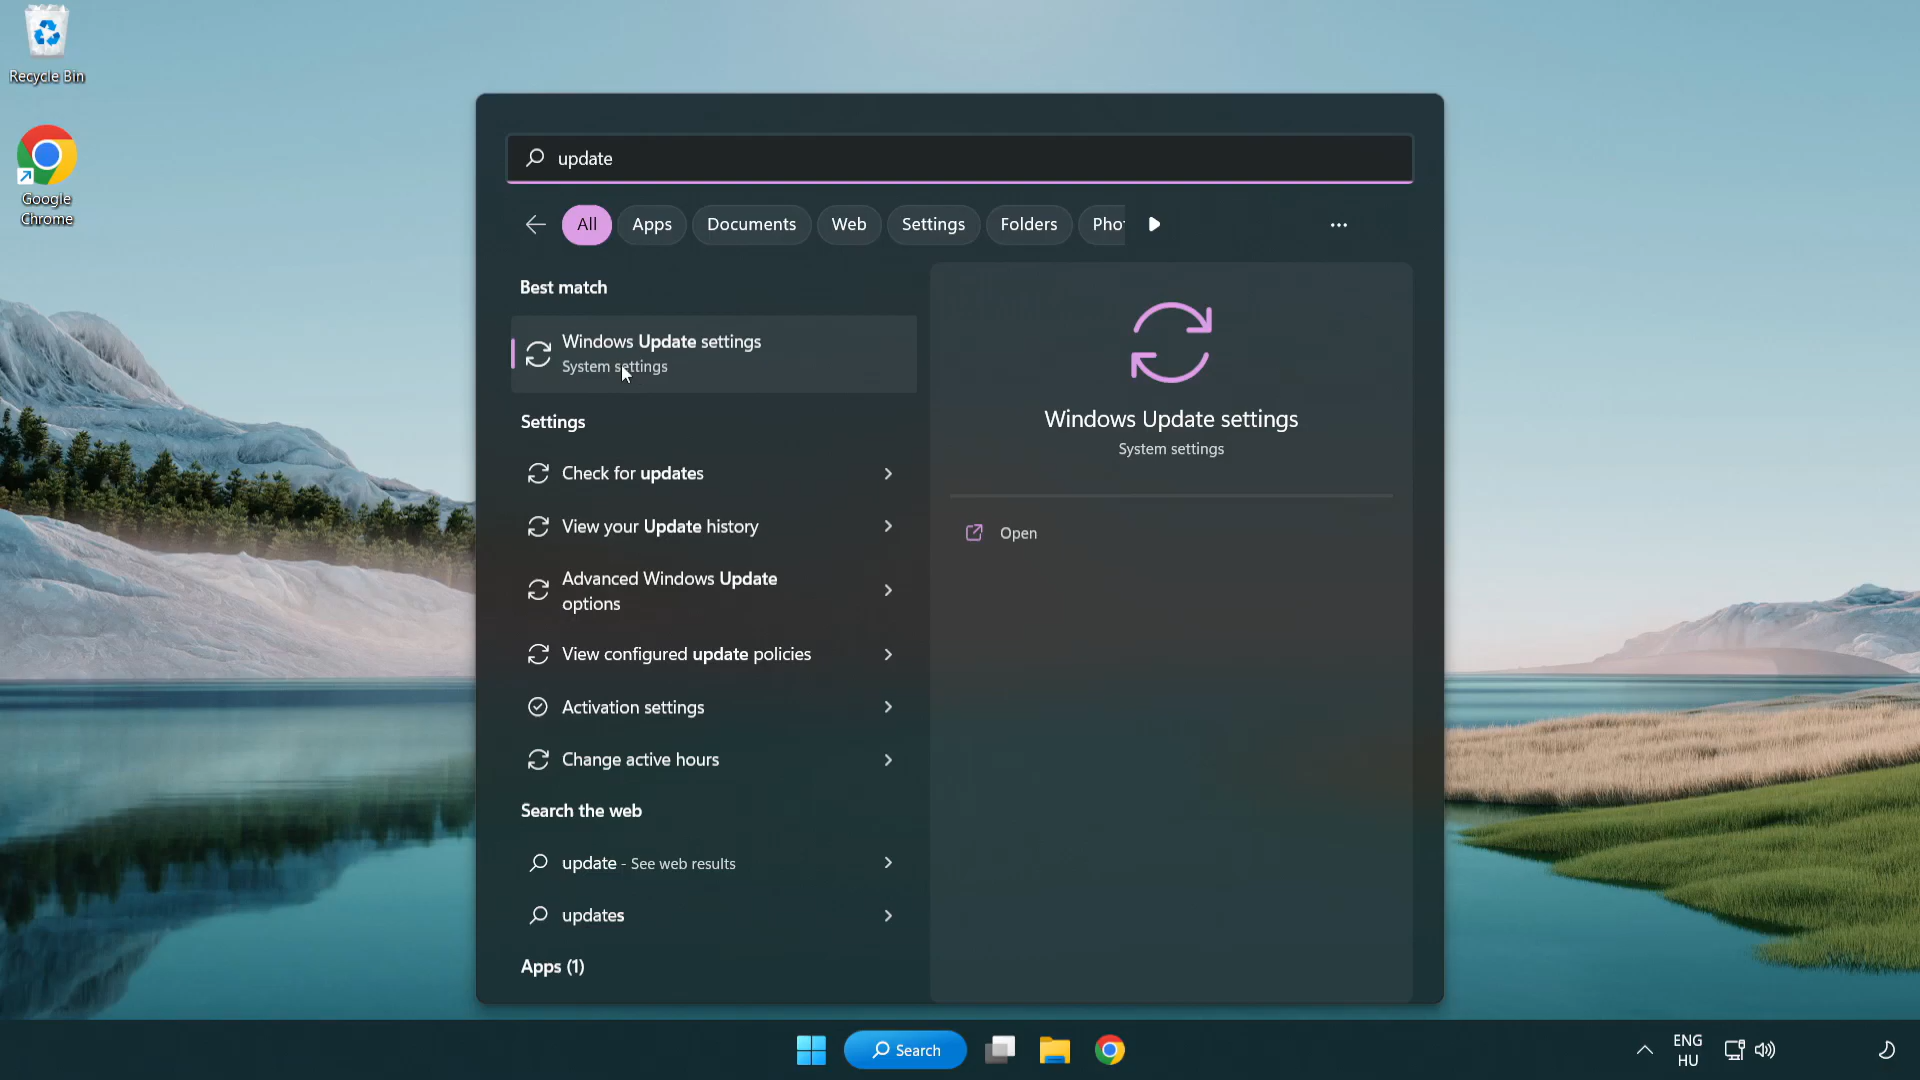 Recycle Bin
Google
Chrome
update
All
Apps
Documents
Web
Settings
Folders
Pho
Best match
Windows Update settings
System settings
Settings
Check for updates
View your Update history
Advanced Windows Update
options
View configured update policies
Activation settings
Change active hours
Search the web
update - See web results
updates
Apps (1)
Windows Update settings
System settings
Open
Search
ENG
HU